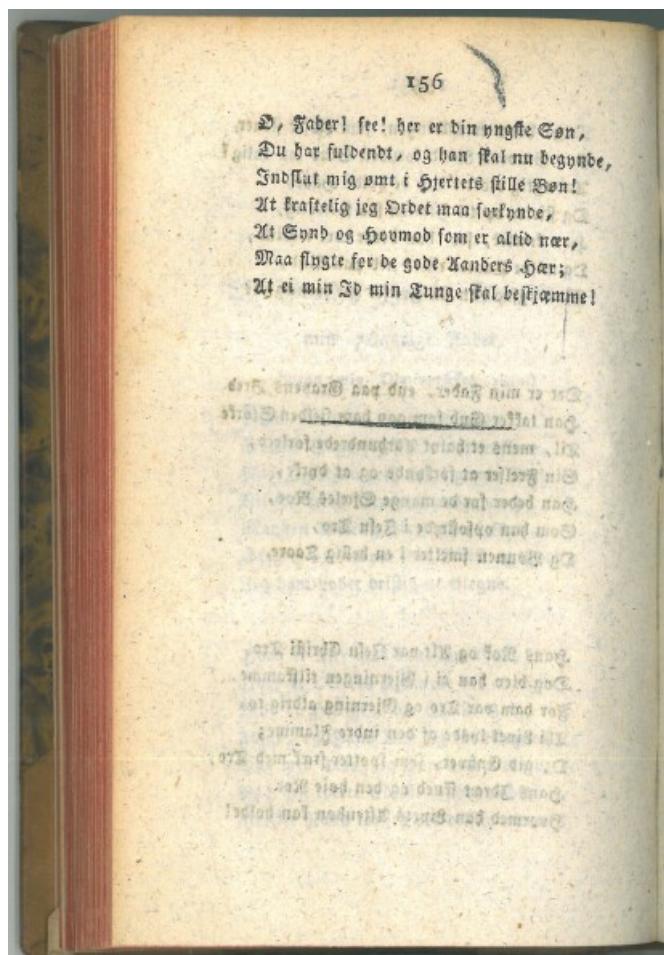 156
O, Fader! see! her er din yngste Søn,
Du har fuldendt, og han skal nu begynde,
Indslut mig ømt i Hjertets stille Bøn!
At kraftelig jeg Ordet maa forkynde,
At Synd og Hovmod som er altid nær,
Maa flygte for de gode Aanders Hær;
At ei min Id min Tunge skal beskjæmme!